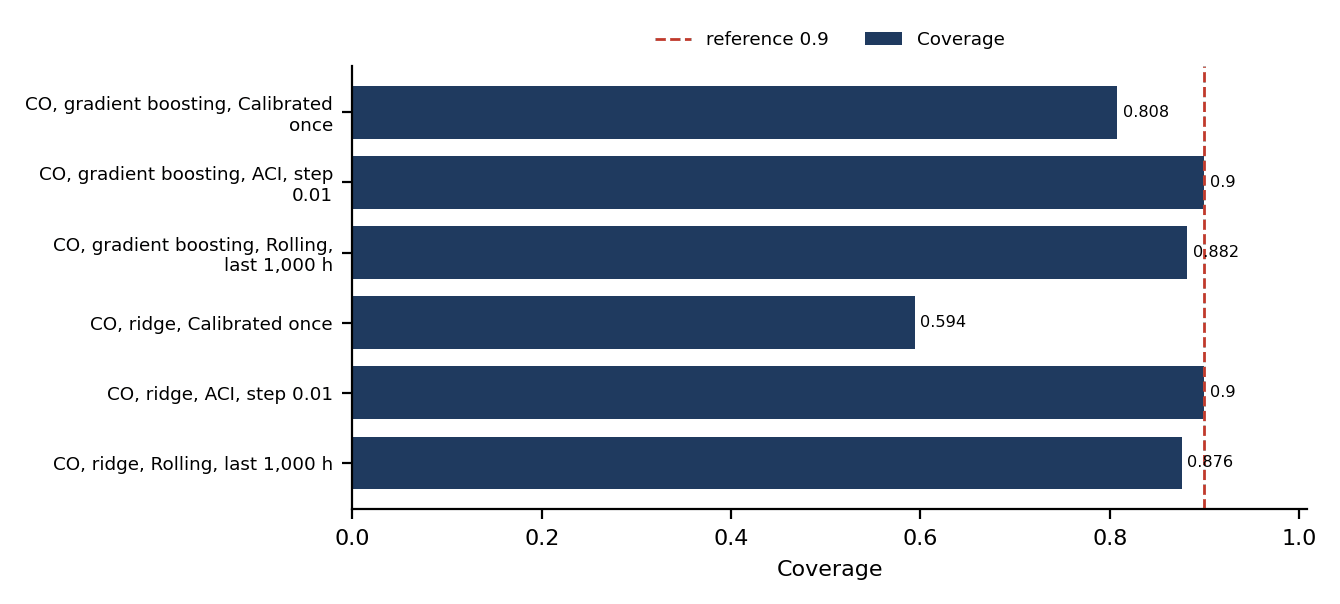 reference 0.9
Coverage
CO, gradient boosting, Calibrated
once
0.808
CO, gradient boosting, ACI, step
0.01
0.9
CO, gradient boosting, Rolling,
last 1,000 h
0.882
CO, ridge, Calibrated once
0.594
CO, ridge, ACI, step 0.01
0.9
CO, ridge, Rolling, last 1,000 h
0.876
0.0
0.2
0.4
0.6
0.8
1.0
Coverage